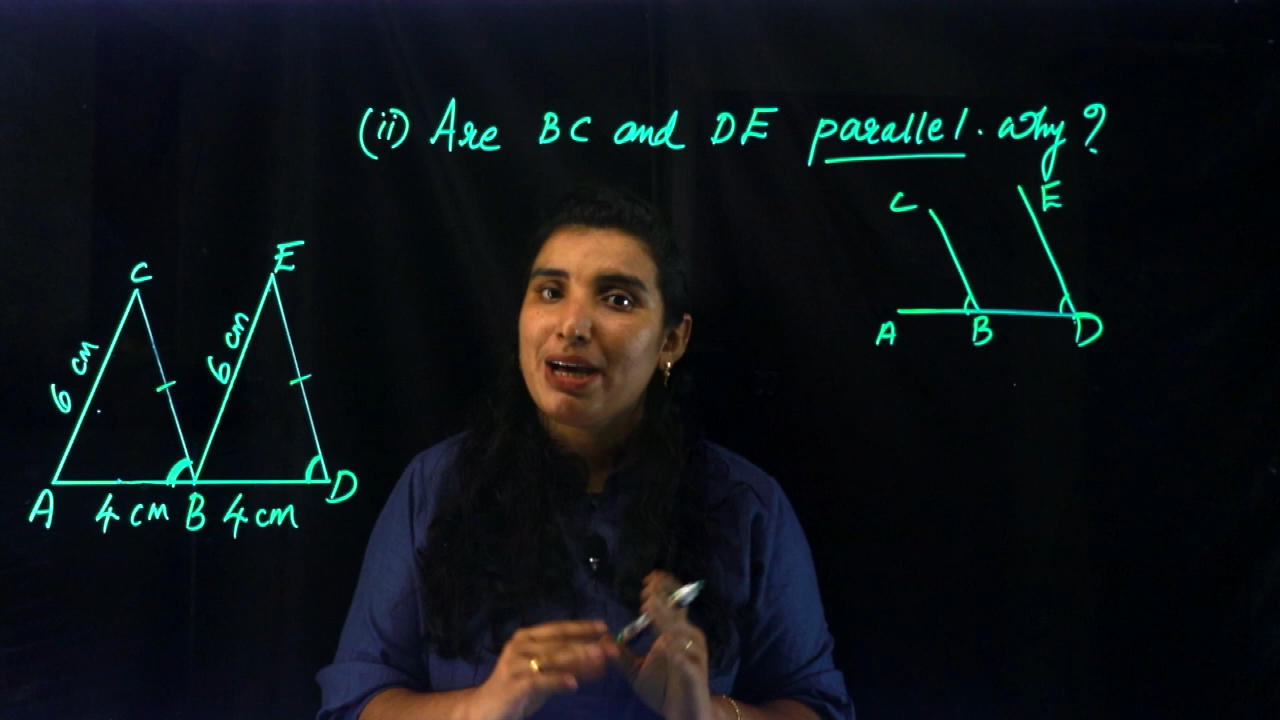 (ii) Are BC and DE parallel. why?
C E
A B D
C E
6 cm 6 cm
A 4 cm B 4 cm D